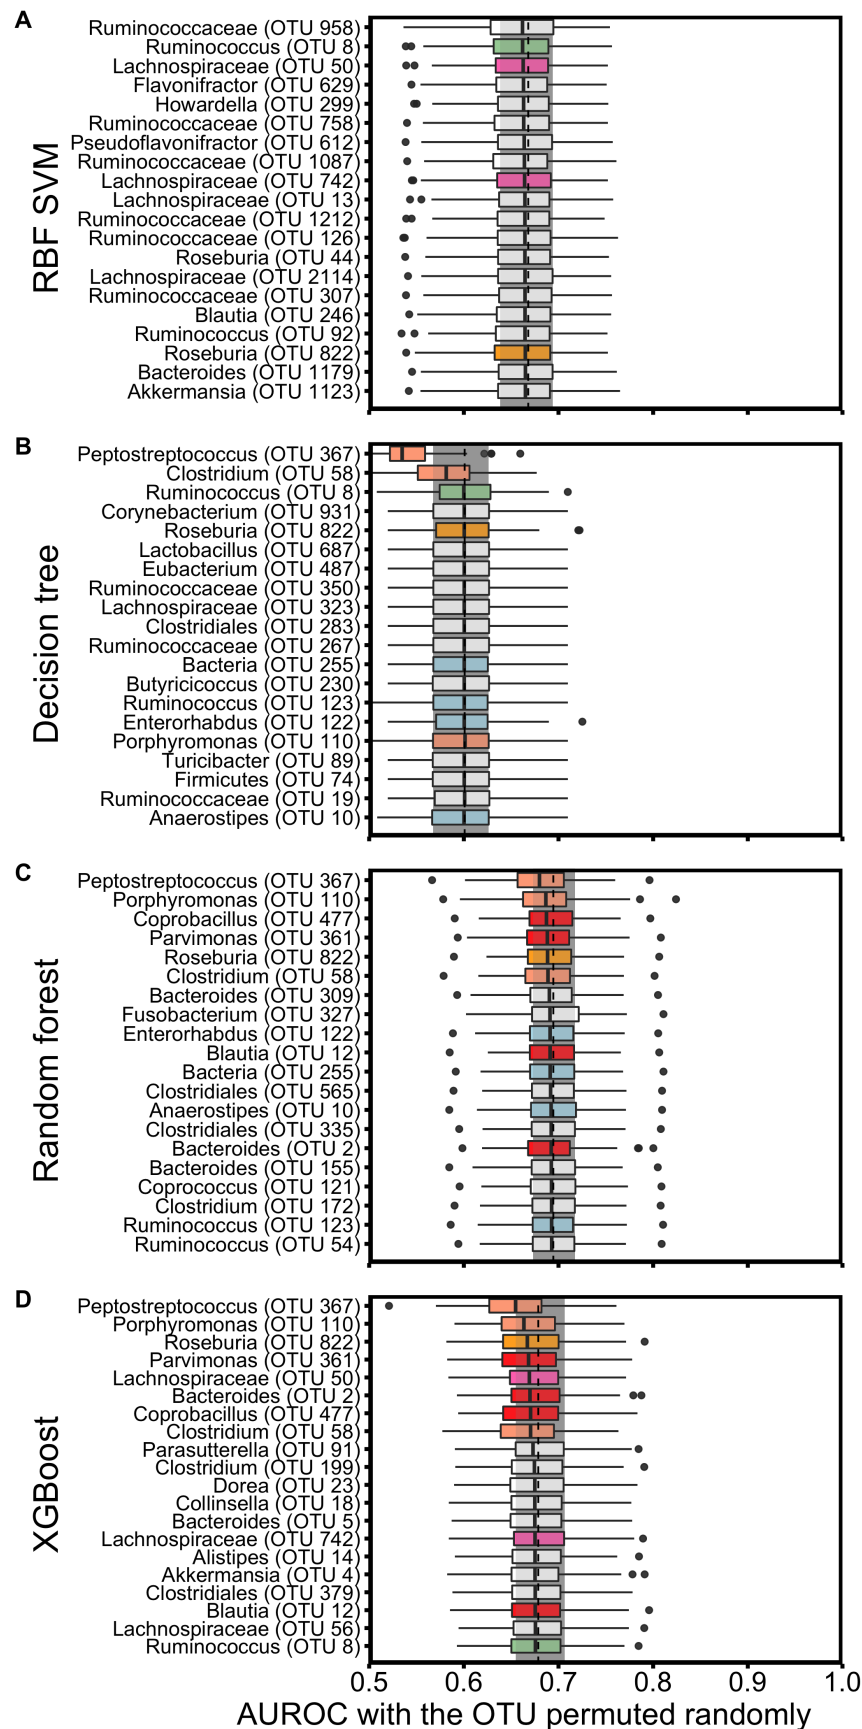 A
Ruminococcaceae (OTU 958)
Ruminococcus (OTU 8)
Lachnospiraceae (OTU 50)
Flavonifractor (OTU 629)
Howardella (OTU 299)
Ruminococcaceae (OTU 758)
Pseudoflavonifractor (OTU 612)
Ruminococcaceae (OTU 1087)
Lachnospiraceae (OTU 742)
Lachnospiraceae (OTU 13)
Ruminococcaceae (OTU 1212)
Ruminococcaceae (OTU 126)
Roseburia (OTU 44)
Lachnospiraceae (OTU 2114)
Ruminococcaceae (OTU 307)
Blautia (OTU 246)
Ruminococcus (OTU 92)
Roseburia (OTU 822)
Bacteroides (OTU 1179)
Akkermansia (OTU 1123)
RBF SVM
B
Peptostreptococcus (OTU 367)
Clostridium (OTU 58)
Ruminococcus (OTU 8)
Corynebacterium (OTU 931)
Roseburia (OTU 822)
Lactobacillus (OTU 687)
Eubacterium (OTU 487)
Ruminococcaceae (OTU 350)
Lachnospiraceae (OTU 323)
Clostridiales (OTU 283)
Ruminococcaceae (OTU 267)
Bacteria (OTU 255)
Butyricicoccus (OTU 230)
Ruminococcus (OTU 123)
Enterorhabdus (OTU 122)
Porphyromonas (OTU 110)
Turicibacter (OTU 89)
Firmicutes (OTU 74)
Ruminococcaceae (OTU 19)
Anaerostipes (OTU 10)
Decision tree
C
Peptostreptococcus (OTU 367)
Porphyromonas (OTU 110)
Coprobacillus (OTU 477)
Parvimonas (OTU 361)
Roseburia (OTU 822)
Clostridium (OTU 58)
Bacteroides (OTU 309)
Fusobacterium (OTU 327)
Enterorhabdus (OTU 122)
Blautia (OTU 12)
Bacteria (OTU 255)
Clostridiales (OTU 565)
Anaerostipes (OTU 10)
Clostridiales (OTU 335)
Bacteroides (OTU 2)
Bacteroides (OTU 155)
Coprococcus (OTU 121)
Clostridium (OTU 172)
Ruminococcus (OTU 123)
Ruminococcus (OTU 54)
Random forest
D
Peptostreptococcus (OTU 367)
Porphyromonas (OTU 110)
Roseburia (OTU 822)
Parvimonas (OTU 361)
Lachnospiraceae (OTU 50)
Bacteroides (OTU 2)
Coprobacillus (OTU 477)
Clostridium (OTU 58)
Parasutterella (OTU 91)
Clostridium (OTU 199)
Dorea (OTU 23)
Collinsella (OTU 18)
Bacteroides (OTU 5)
Lachnospiraceae (OTU 742)
Alistipes (OTU 14)
Akkermansia (OTU 4)
Clostridiales (OTU 379)
Blautia (OTU 12)
Lachnospiraceae (OTU 56)
Ruminococcus (OTU 8)
XGBoost
0.5 0.6 0.7 0.8 0.9 1.0
AUROC with the OTU permuted randomly